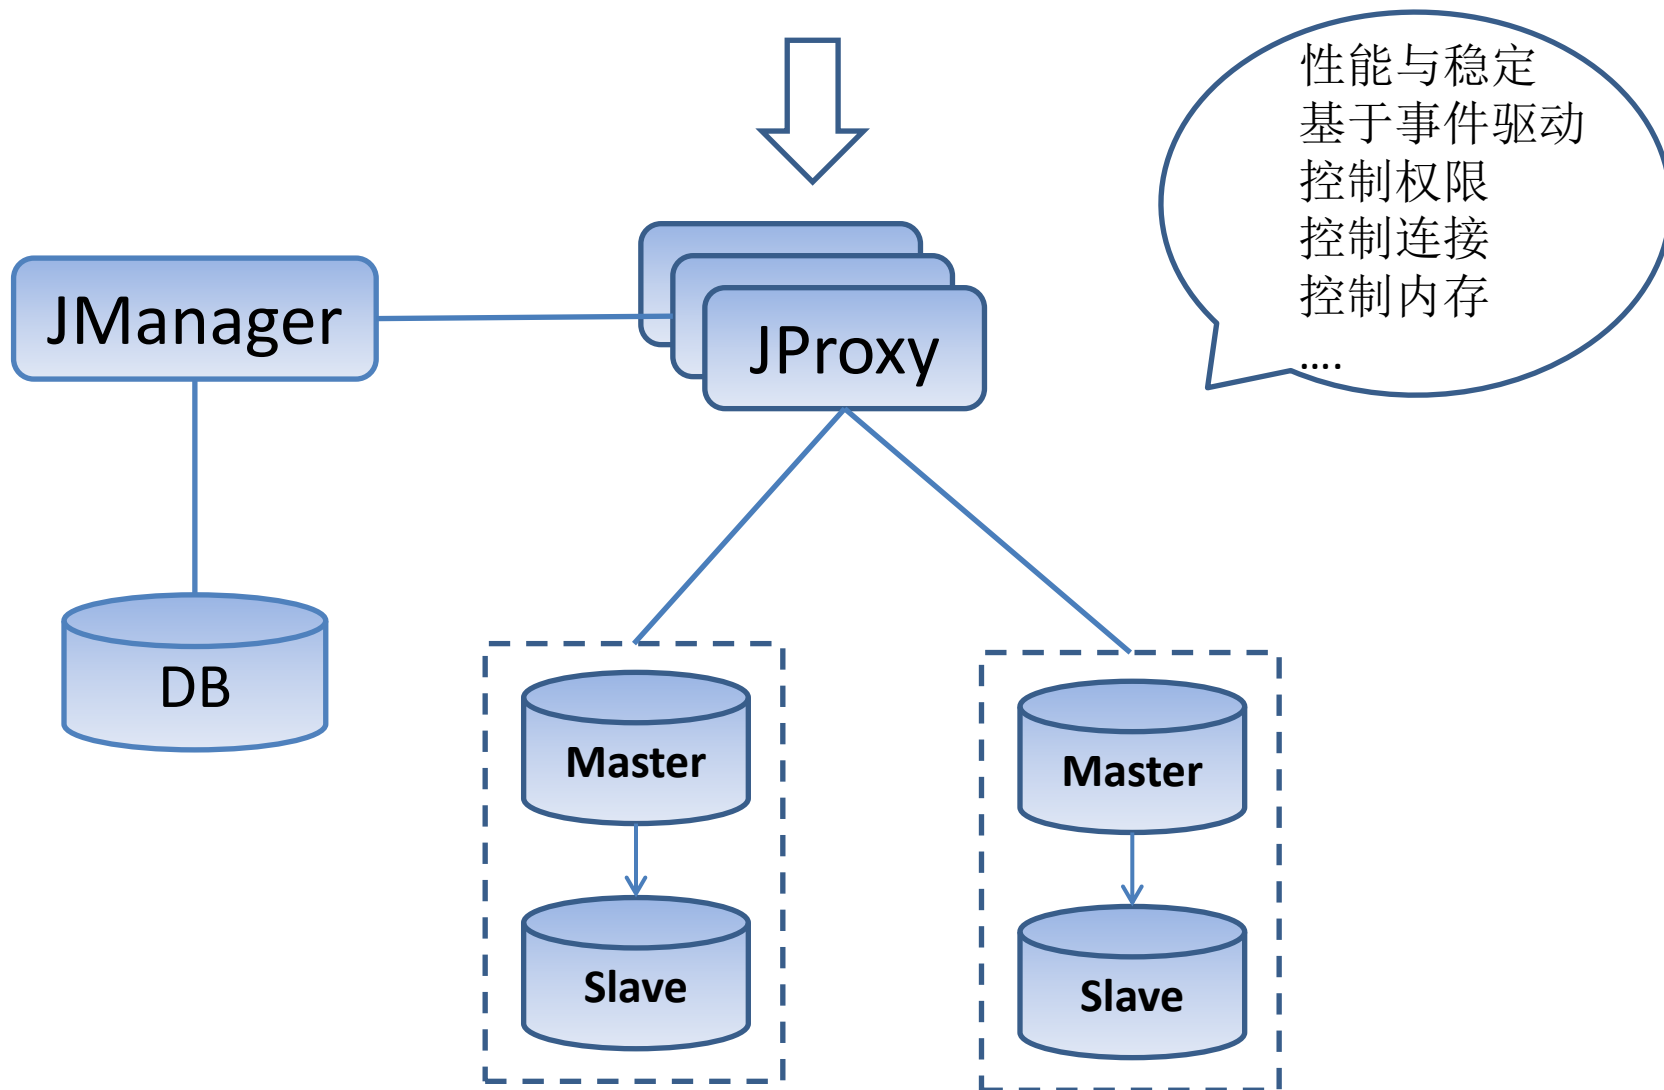 性能与稳定
基于事件驱动
控制权限
控制连接
控制内存
....
JManager
JProxy
DB
Master
Master
Slave
Slave